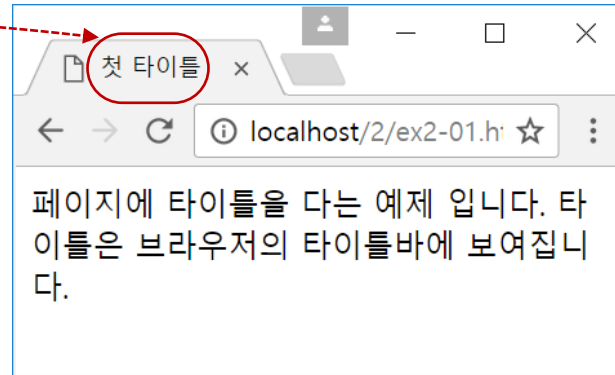 첫 타이틀
localhost/2/ex2-01.h
페이지에 타이틀을 다는 예제 입니다. 타
이틀은 브라우저의 타이틀바에 보여집니
다.